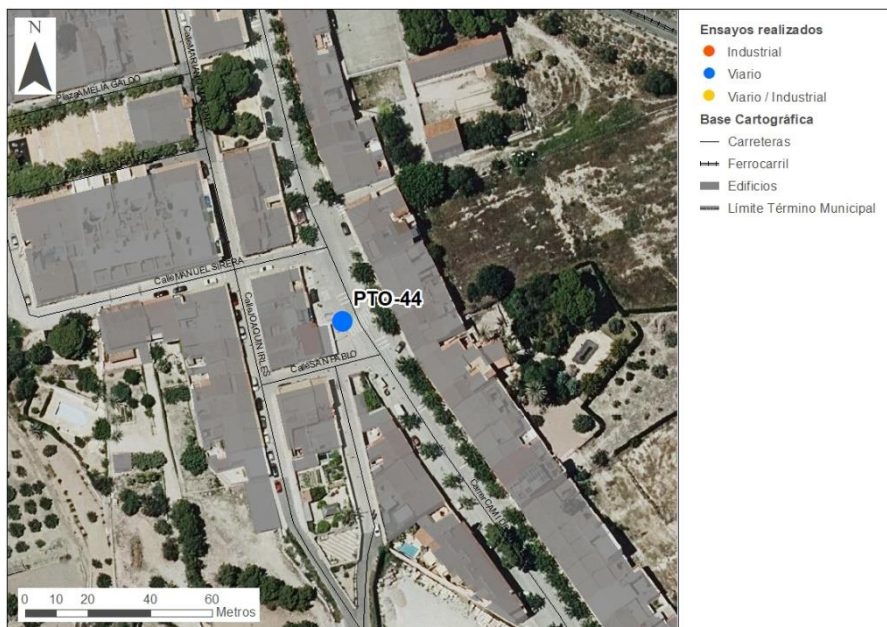 N
Plaza AMELIA GALDO
Calle MANUEL SIRERA
Calle JOAQUIN IRLES
PTO-44
Calle SAN PABLO
0 10 20 40 60
Metros
Ensayos realizados
Industrial
Viario
Viario / Industrial
Base Cartográfica
Carreteras
Ferrocarril
Edificios
Límite Término Municipal